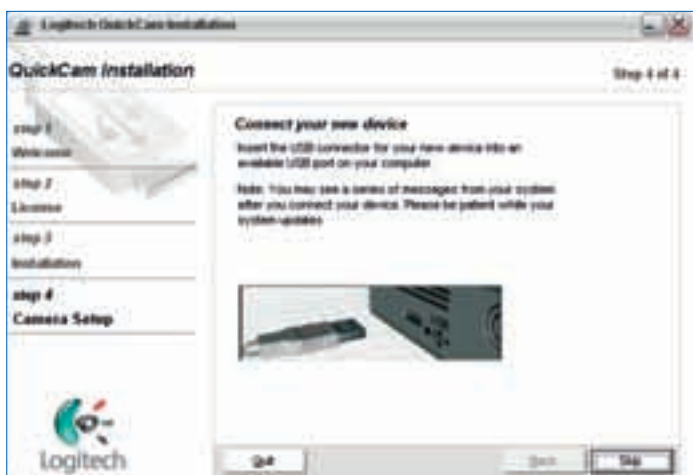 Logitech QuickCam Installation
QuickCam Installation
Step 4 of 4
step 1
Welcome
step 2
License
step 3
Installation
step 4
Camera Setup
Connect your new device
Insert the USB connector for your new device into an
available USB port on your computer
Note: You may see a series of messages from your system
after you connect your device. Please be patient while your
system updates
Logitech
Quit
Back
Skip